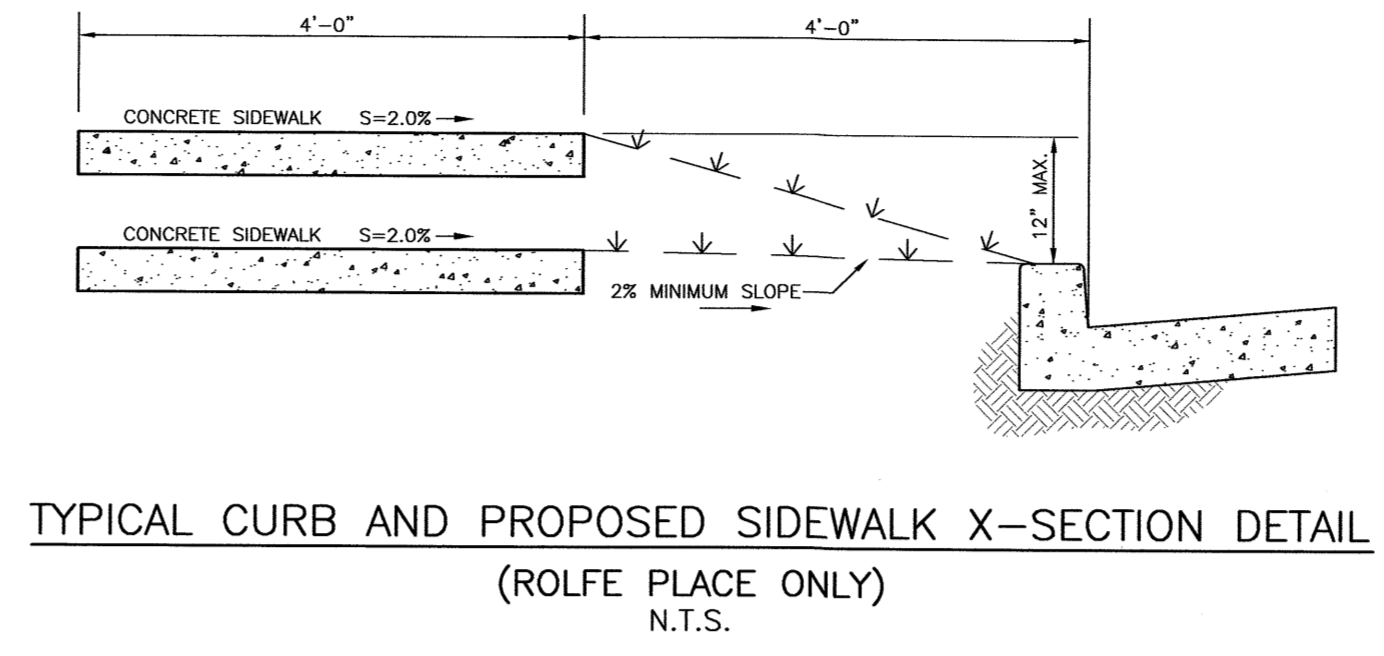 4'-0" 4'-0"
CONCRETE SIDEWALK S=2.0%
12" MAX.
CONCRETE SIDEWALK S=2.0%
2% MINIMUM SLOPE
TYPICAL CURB AND PROPOSED SIDEWALK X-SECTION DETAIL
(ROLFE PLACE ONLY)
N.T.S.